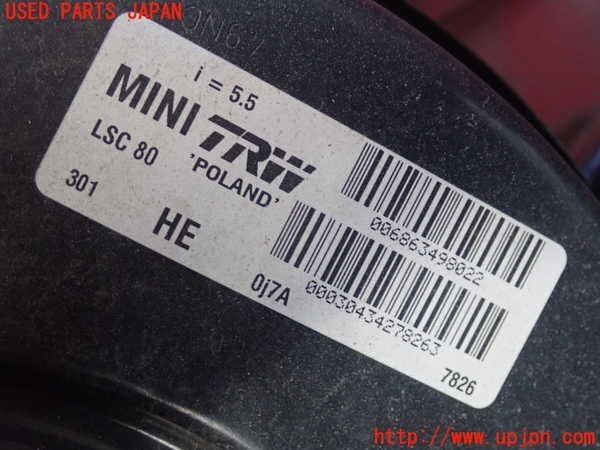 USED PARTS JAPAN
i = 5.5
MINI TRW
LSC 80 'POLAND'
301
HE
0j7A
006863498022
00030434278263
7826
http://www.upjpn.com/